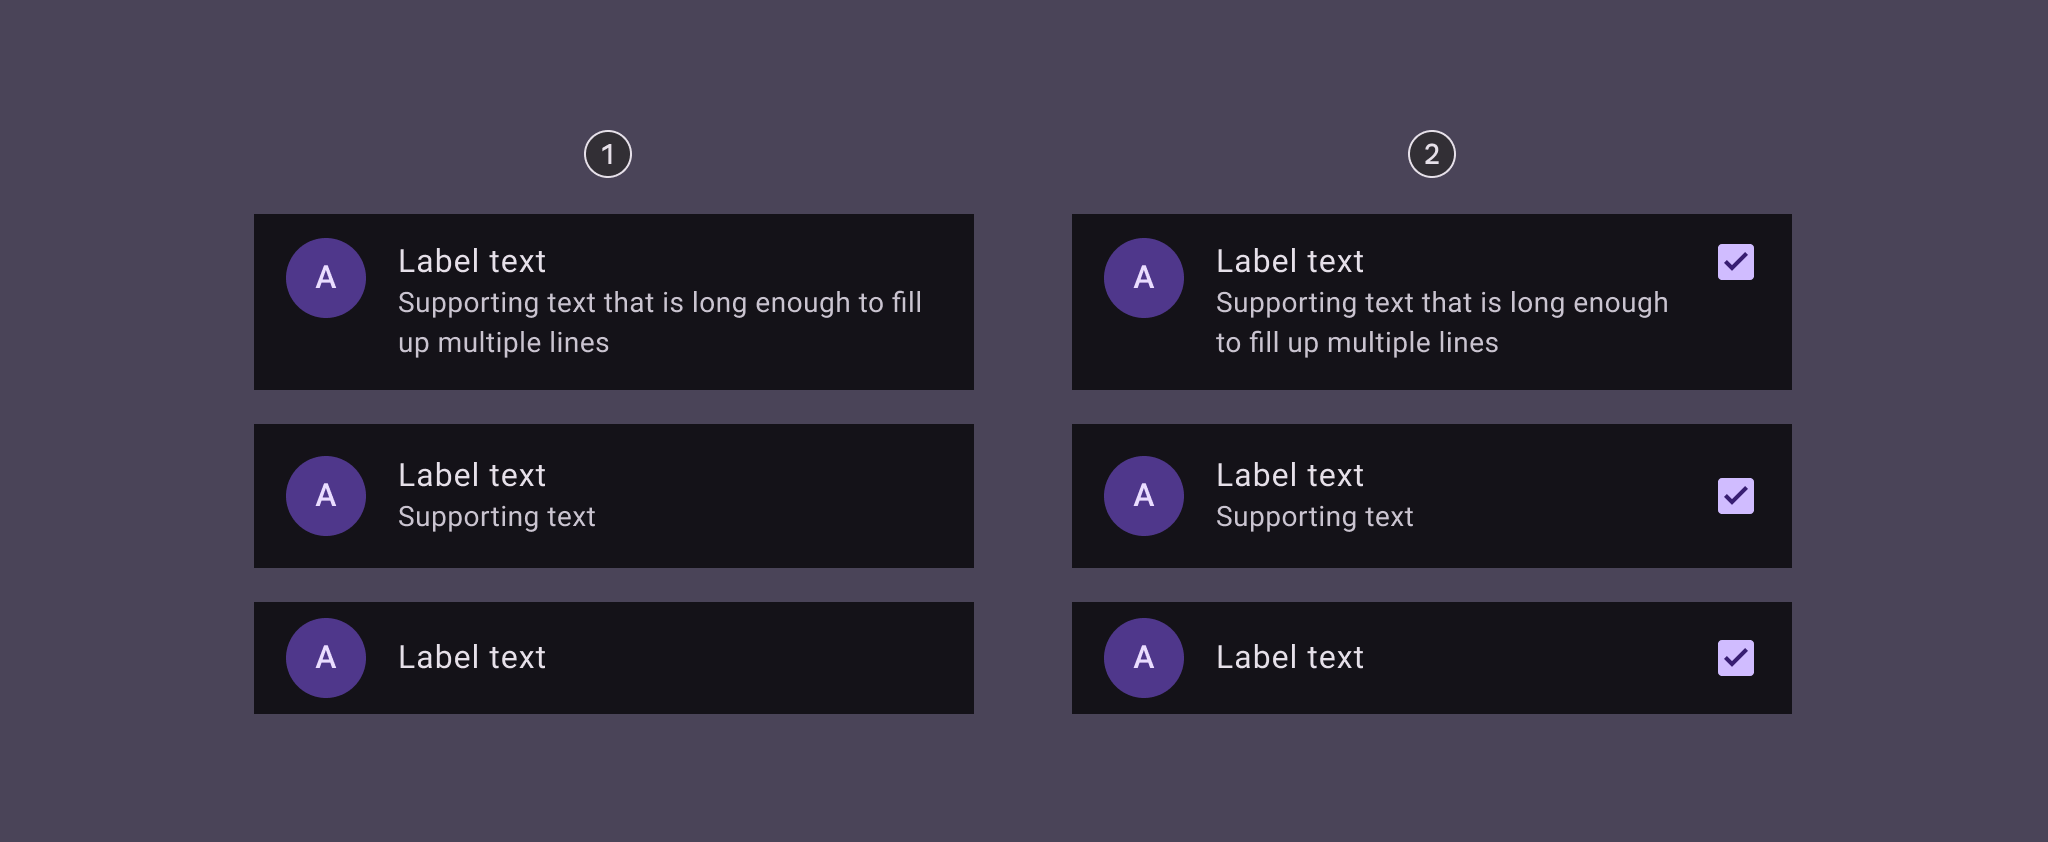 1
A
Label text
Supporting text that is long enough to fill
up multiple lines
A
Label text
Supporting text
A
Label text
2
A
Label text
Supporting text that is long enough
to fill up multiple lines
A
Label text
Supporting text
A
Label text